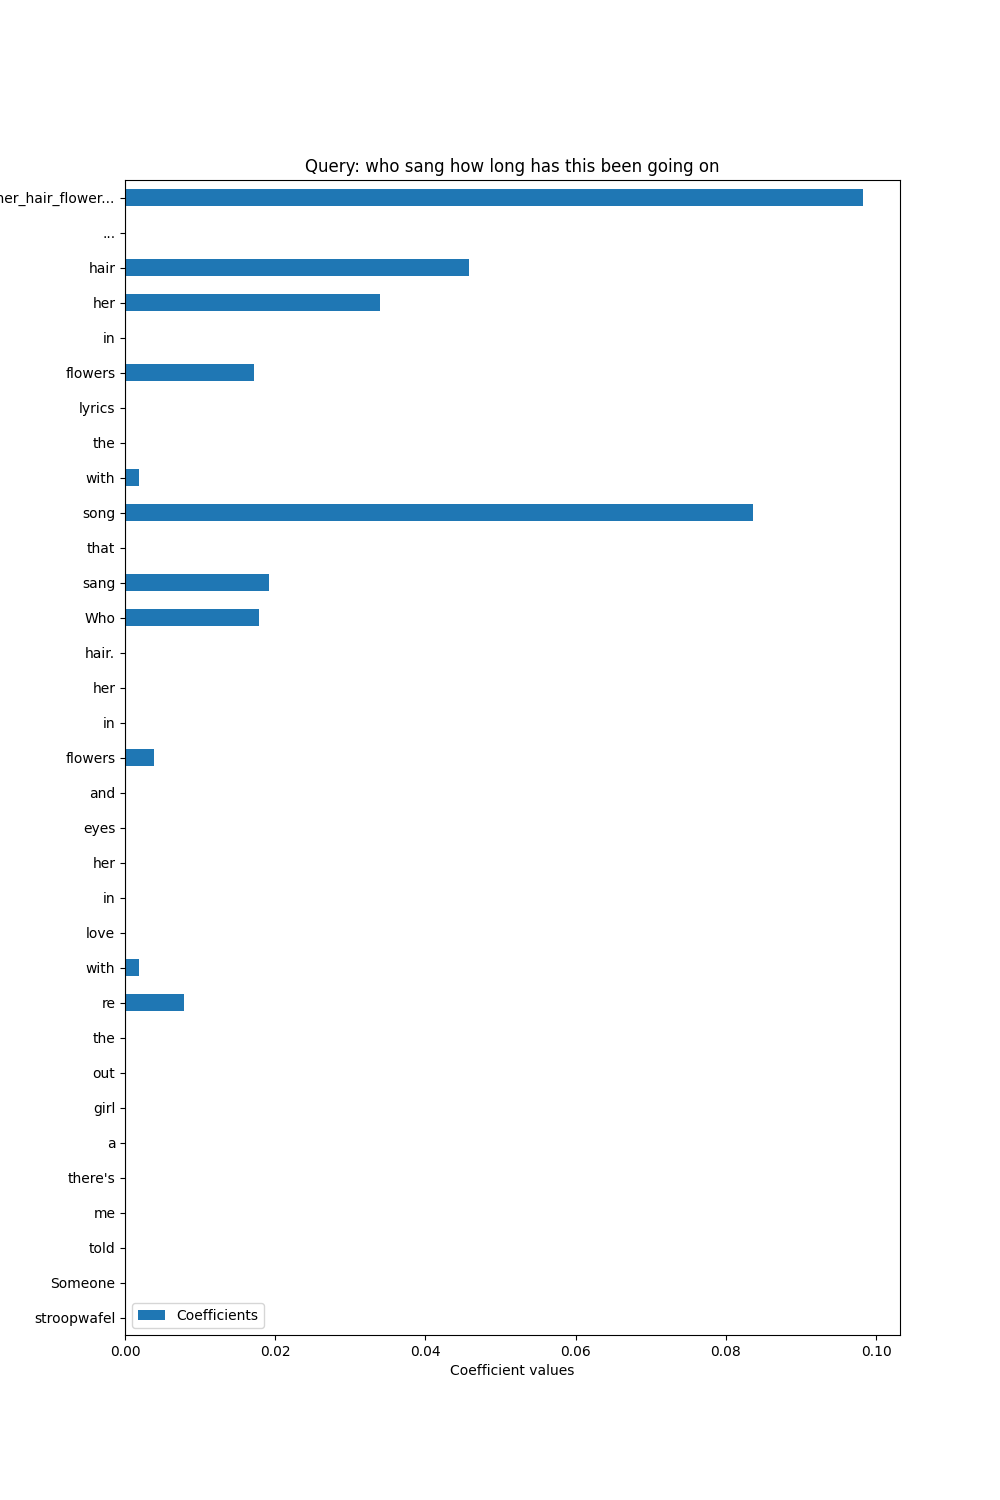 Query: who sang how long has this been going on
her_hair_flower...
...
hair
her
in
flowers
lyrics
the
with
song
that
sang
Who
hair.
her
in
flowers
and
eyes
her
in
love
with
re
the
out
girl
a
there's
me
told
Someone
stroopwafel
Coefficients
0.00 0.02 0.04 0.06 0.08 0.10
Coefficient values